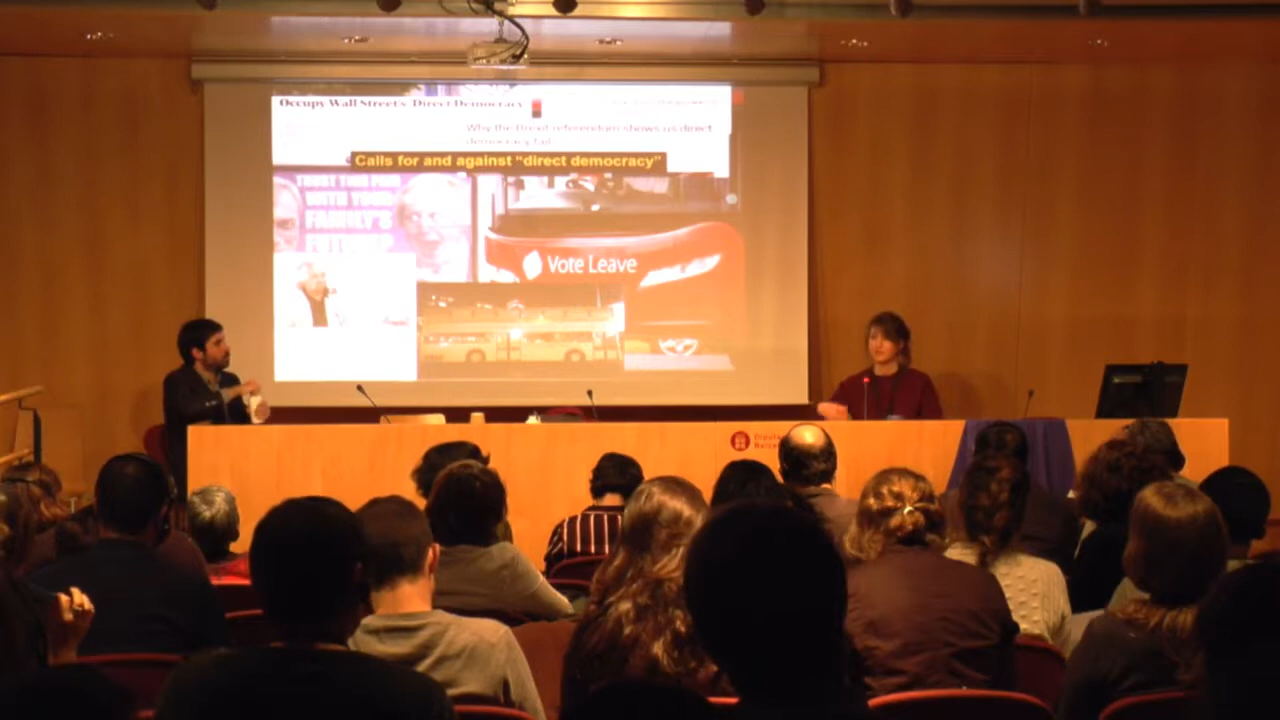 Occupy Wall Street's 'Direct Democracy'
Why the Brexit referendum shows us direct
democracy fail
Calls for and against “direct democracy”
TRUST THIS MAN
WITH YOUR
FAMILY'S
FUTURE?
Vote Leave